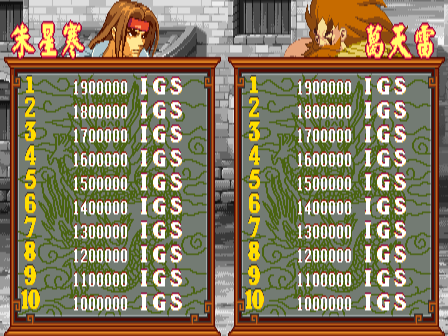 朱星寒
萬天雷
1 1900000 IGS
2 1800000 IGS
3 1700000 IGS
4 1600000 IGS
5 1500000 IGS
6 1400000 IGS
7 1300000 IGS
8 1200000 IGS
9 1100000 IGS
10 1000000 IGS
1 1900000 IGS
2 1800000 IGS
3 1700000 IGS
4 1600000 IGS
5 1500000 IGS
6 1400000 IGS
7 1300000 IGS
8 1200000 IGS
9 1100000 IGS
10 1000000 IGS